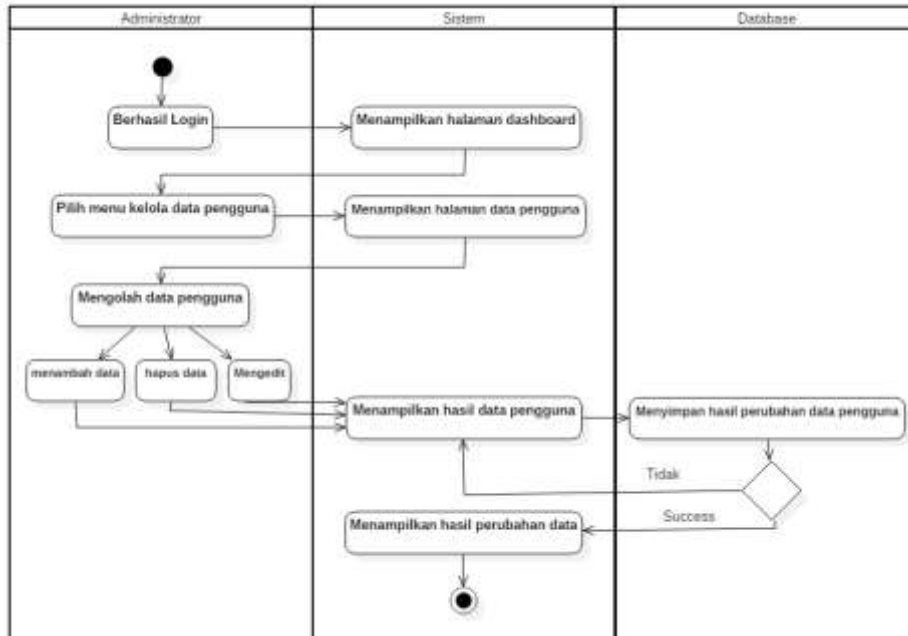 Administrator
Sistem
Database
Berhasil Login
Menampilkan halaman dashboard
Pilih menu kelola data pengguna
Menampilkan halaman data pengguna
Mengolah data pengguna
menambah data
hapus data
Mengedit
Menampilkan hasil data pengguna
Menyimpan hasil perubahan data pengguna
Tidak
Success
Menampilkan hasil perubahan data